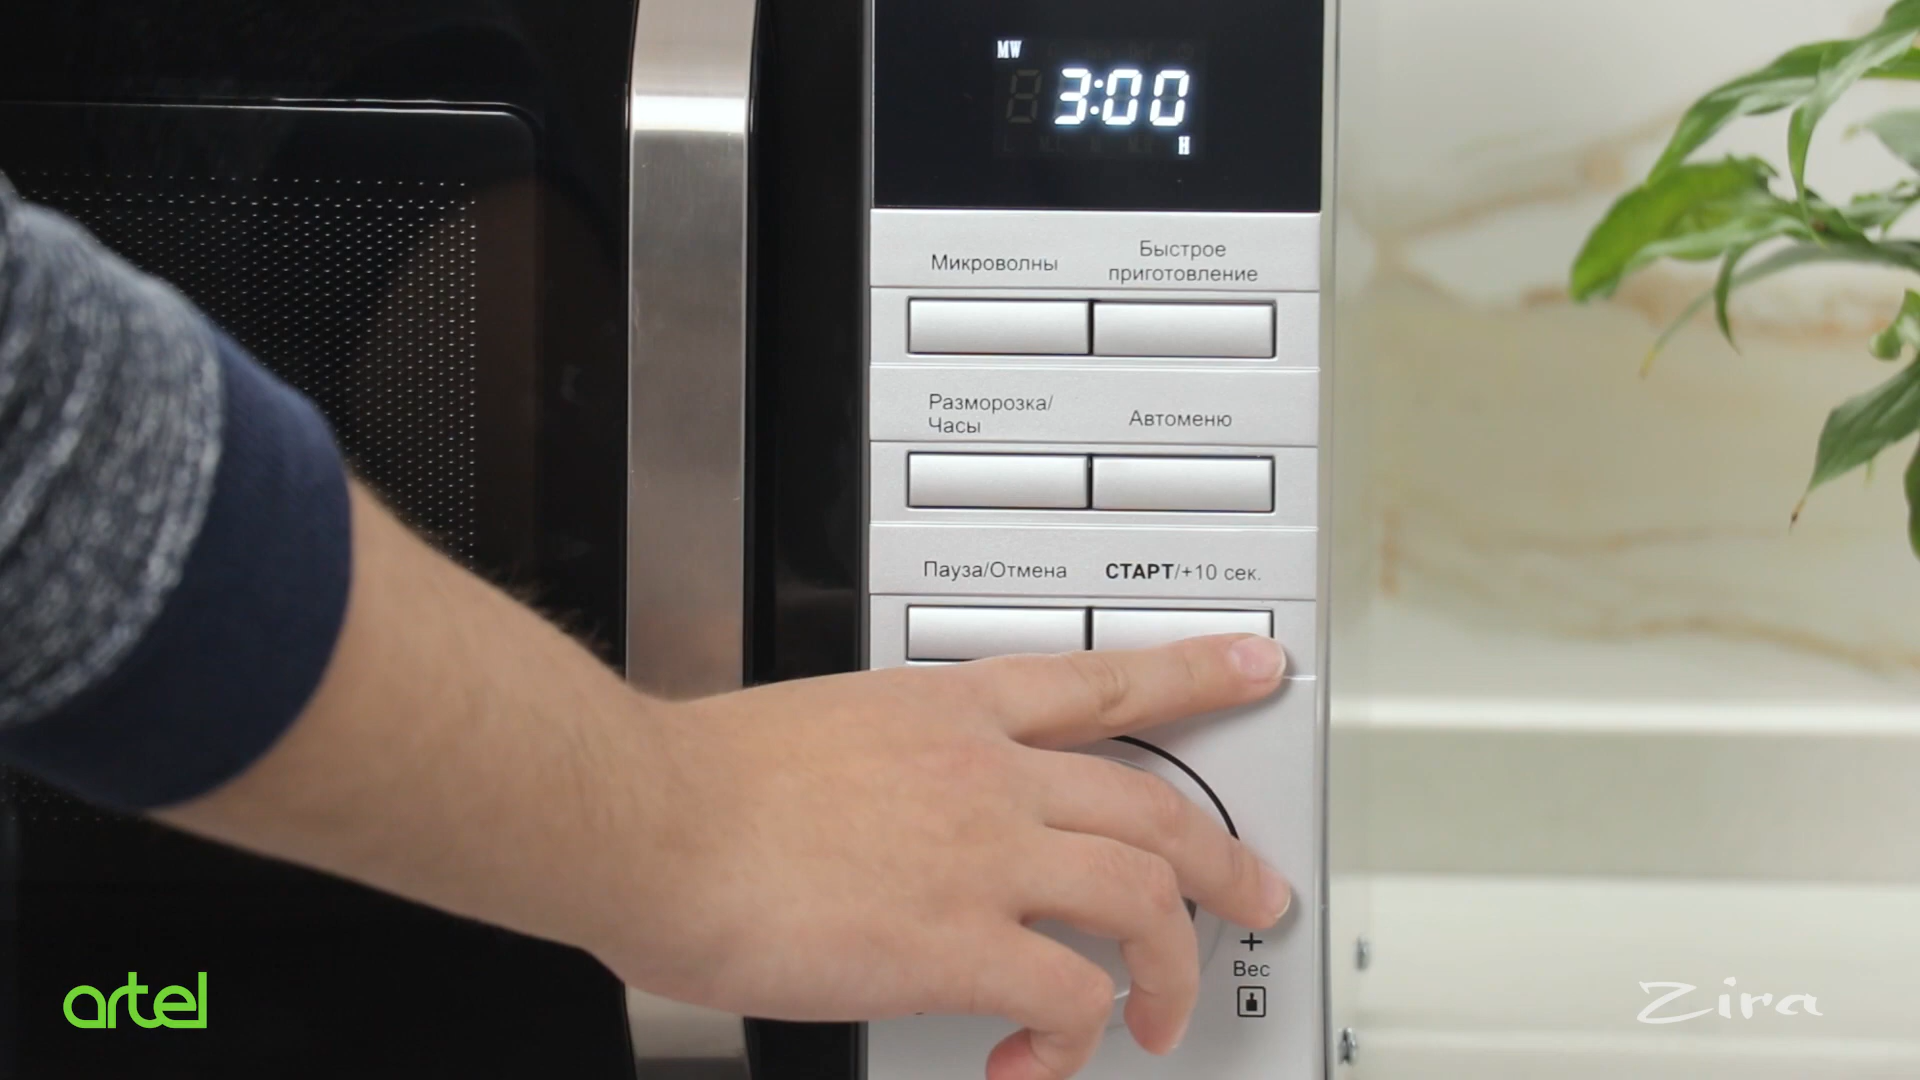 MW
3:00
H
Микроволны
Быстрое
приготовление
Разморозка/
Часы
Автоменю
Пауза/Отмена
СТАРТ/+10 сек.
+
Вес
artel
Zira